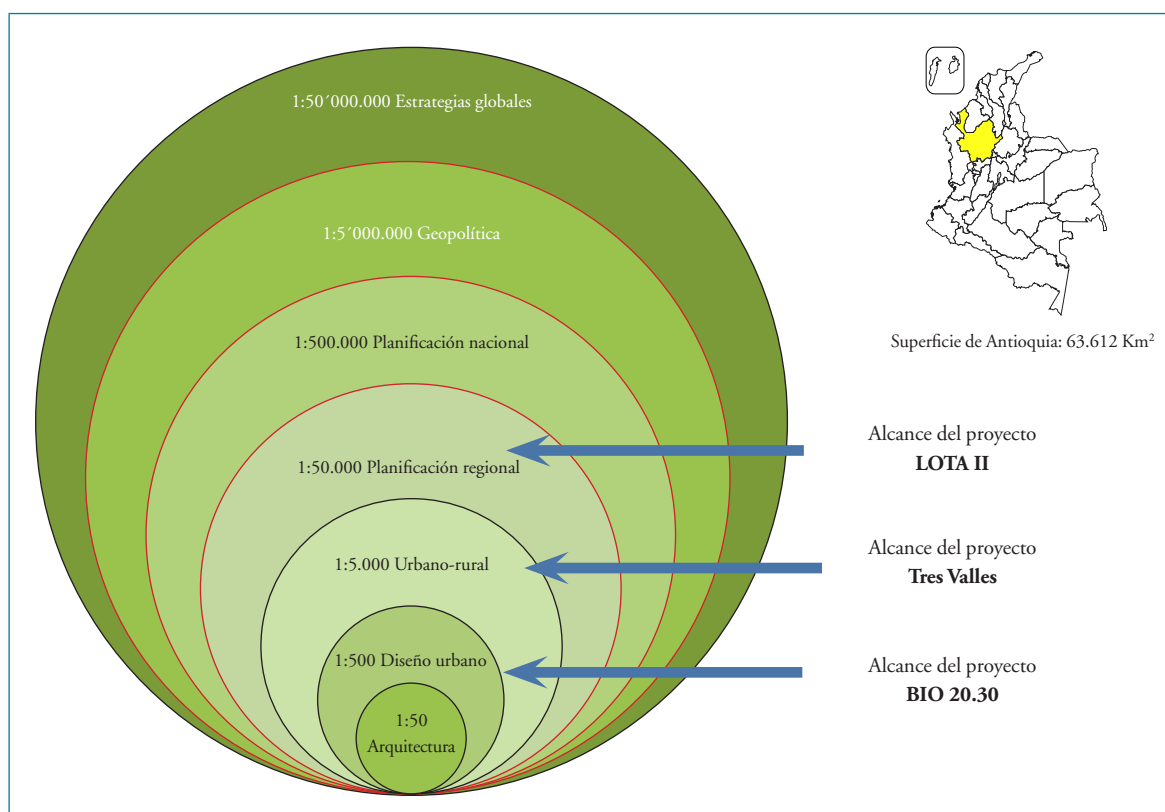 1:50´000.000 Estrategias globales
1:5´000.000 Geopolítica
1:500.000 Planificación nacional
1:50.000 Planificación regional
1:5.000 Urbano-rural
1:500 Diseño urbano
1:50
Arquitectura
Superficie de Antioquia: 63.612 Km²
Alcance del proyecto
LOTA II
Alcance del proyecto
Tres Valles
Alcance del proyecto
BIO 20.30